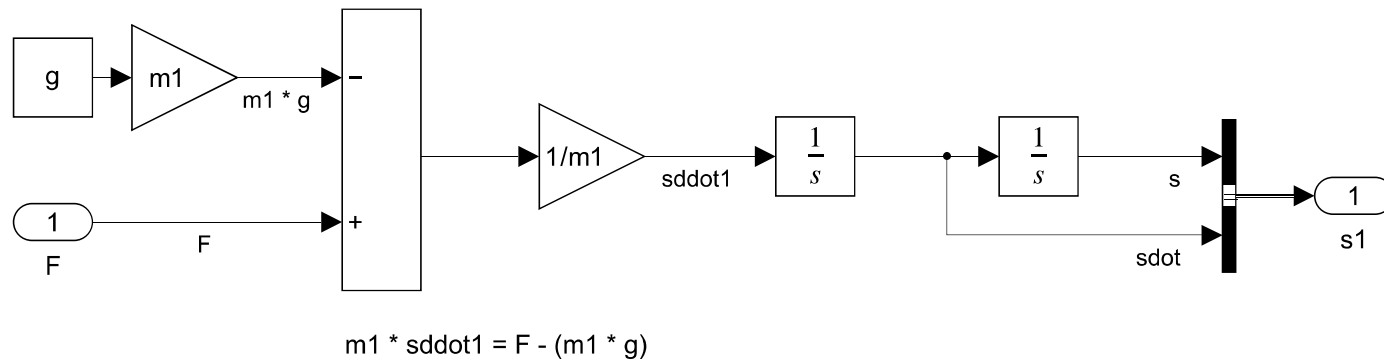 g
m1
m1 * g
−
1
F
F
+
1/m1
sddot1
1
s
1
s
s
sdot
1
s1
m1 * sddot1 = F - (m1 * g)